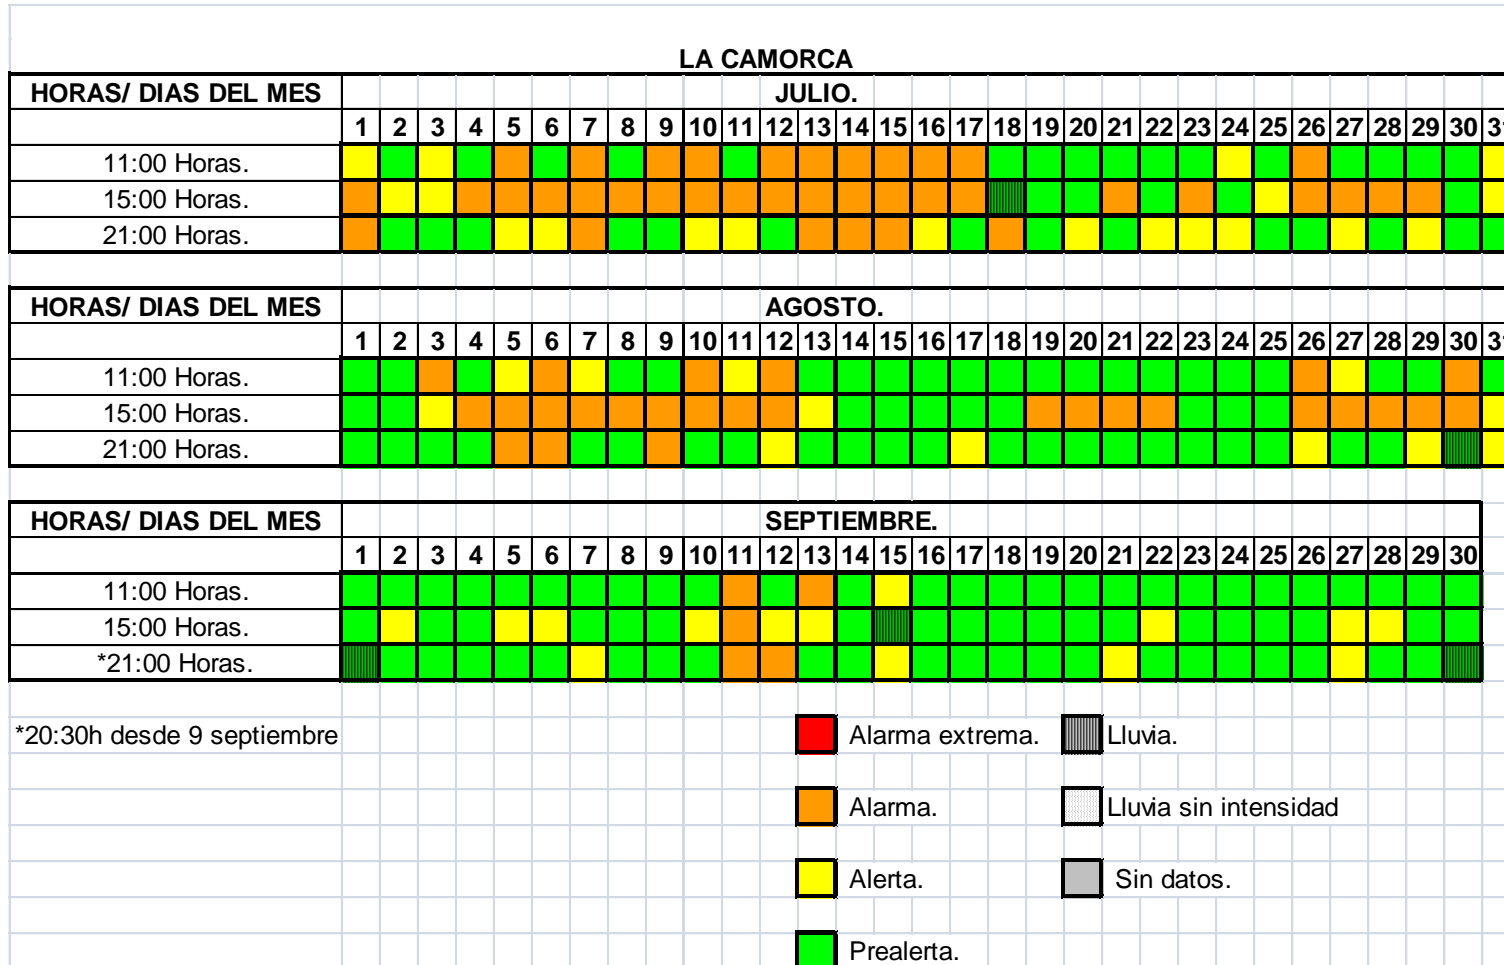 LA CAMORCA
HORAS/ DIAS DEL MES JULIO.
1 2 3 4 5 6 7 8 9 10 11 12 13 14 15 16 17 18 19 20 21 22 23 24 25 26 27 28 29 30 31
11:00 Horas.
15:00 Horas.
21:00 Horas.
HORAS/ DIAS DEL MES AGOSTO.
1 2 3 4 5 6 7 8 9 10 11 12 13 14 15 16 17 18 19 20 21 22 23 24 25 26 27 28 29 30 31
11:00 Horas.
15:00 Horas.
21:00 Horas.
HORAS/ DIAS DEL MES SEPTIEMBRE.
1 2 3 4 5 6 7 8 9 10 11 12 13 14 15 16 17 18 19 20 21 22 23 24 25 26 27 28 29 30
11:00 Horas.
15:00 Horas.
*21:00 Horas.
*20:30h desde 9 septiembre Alarma extrema. Lluvia.
Alarma. Lluvia sin intensidad
Alerta. Sin datos.
Prealerta.